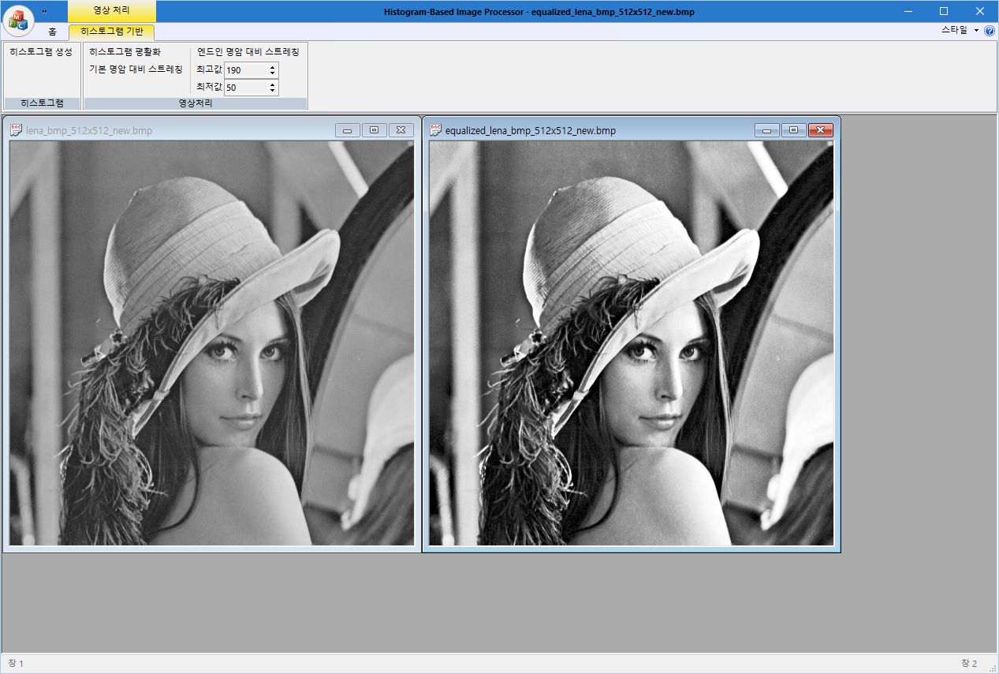 영상 처리
Histogram-Based Image Processor - equalized_lena_bmp_512x512_new.bmp
홈
히스토그램 기반
스타일
히스토그램 생성
히스토그램 평활화
엔드인 명암 대비 스트레칭
기본 명암 대비 스트레칭
최고값 190
최저값 50
히스토그램
영상처리
lena_bmp_512x512_new.bmp
equalized_lena_bmp_512x512_new.bmp
창 1
창 2